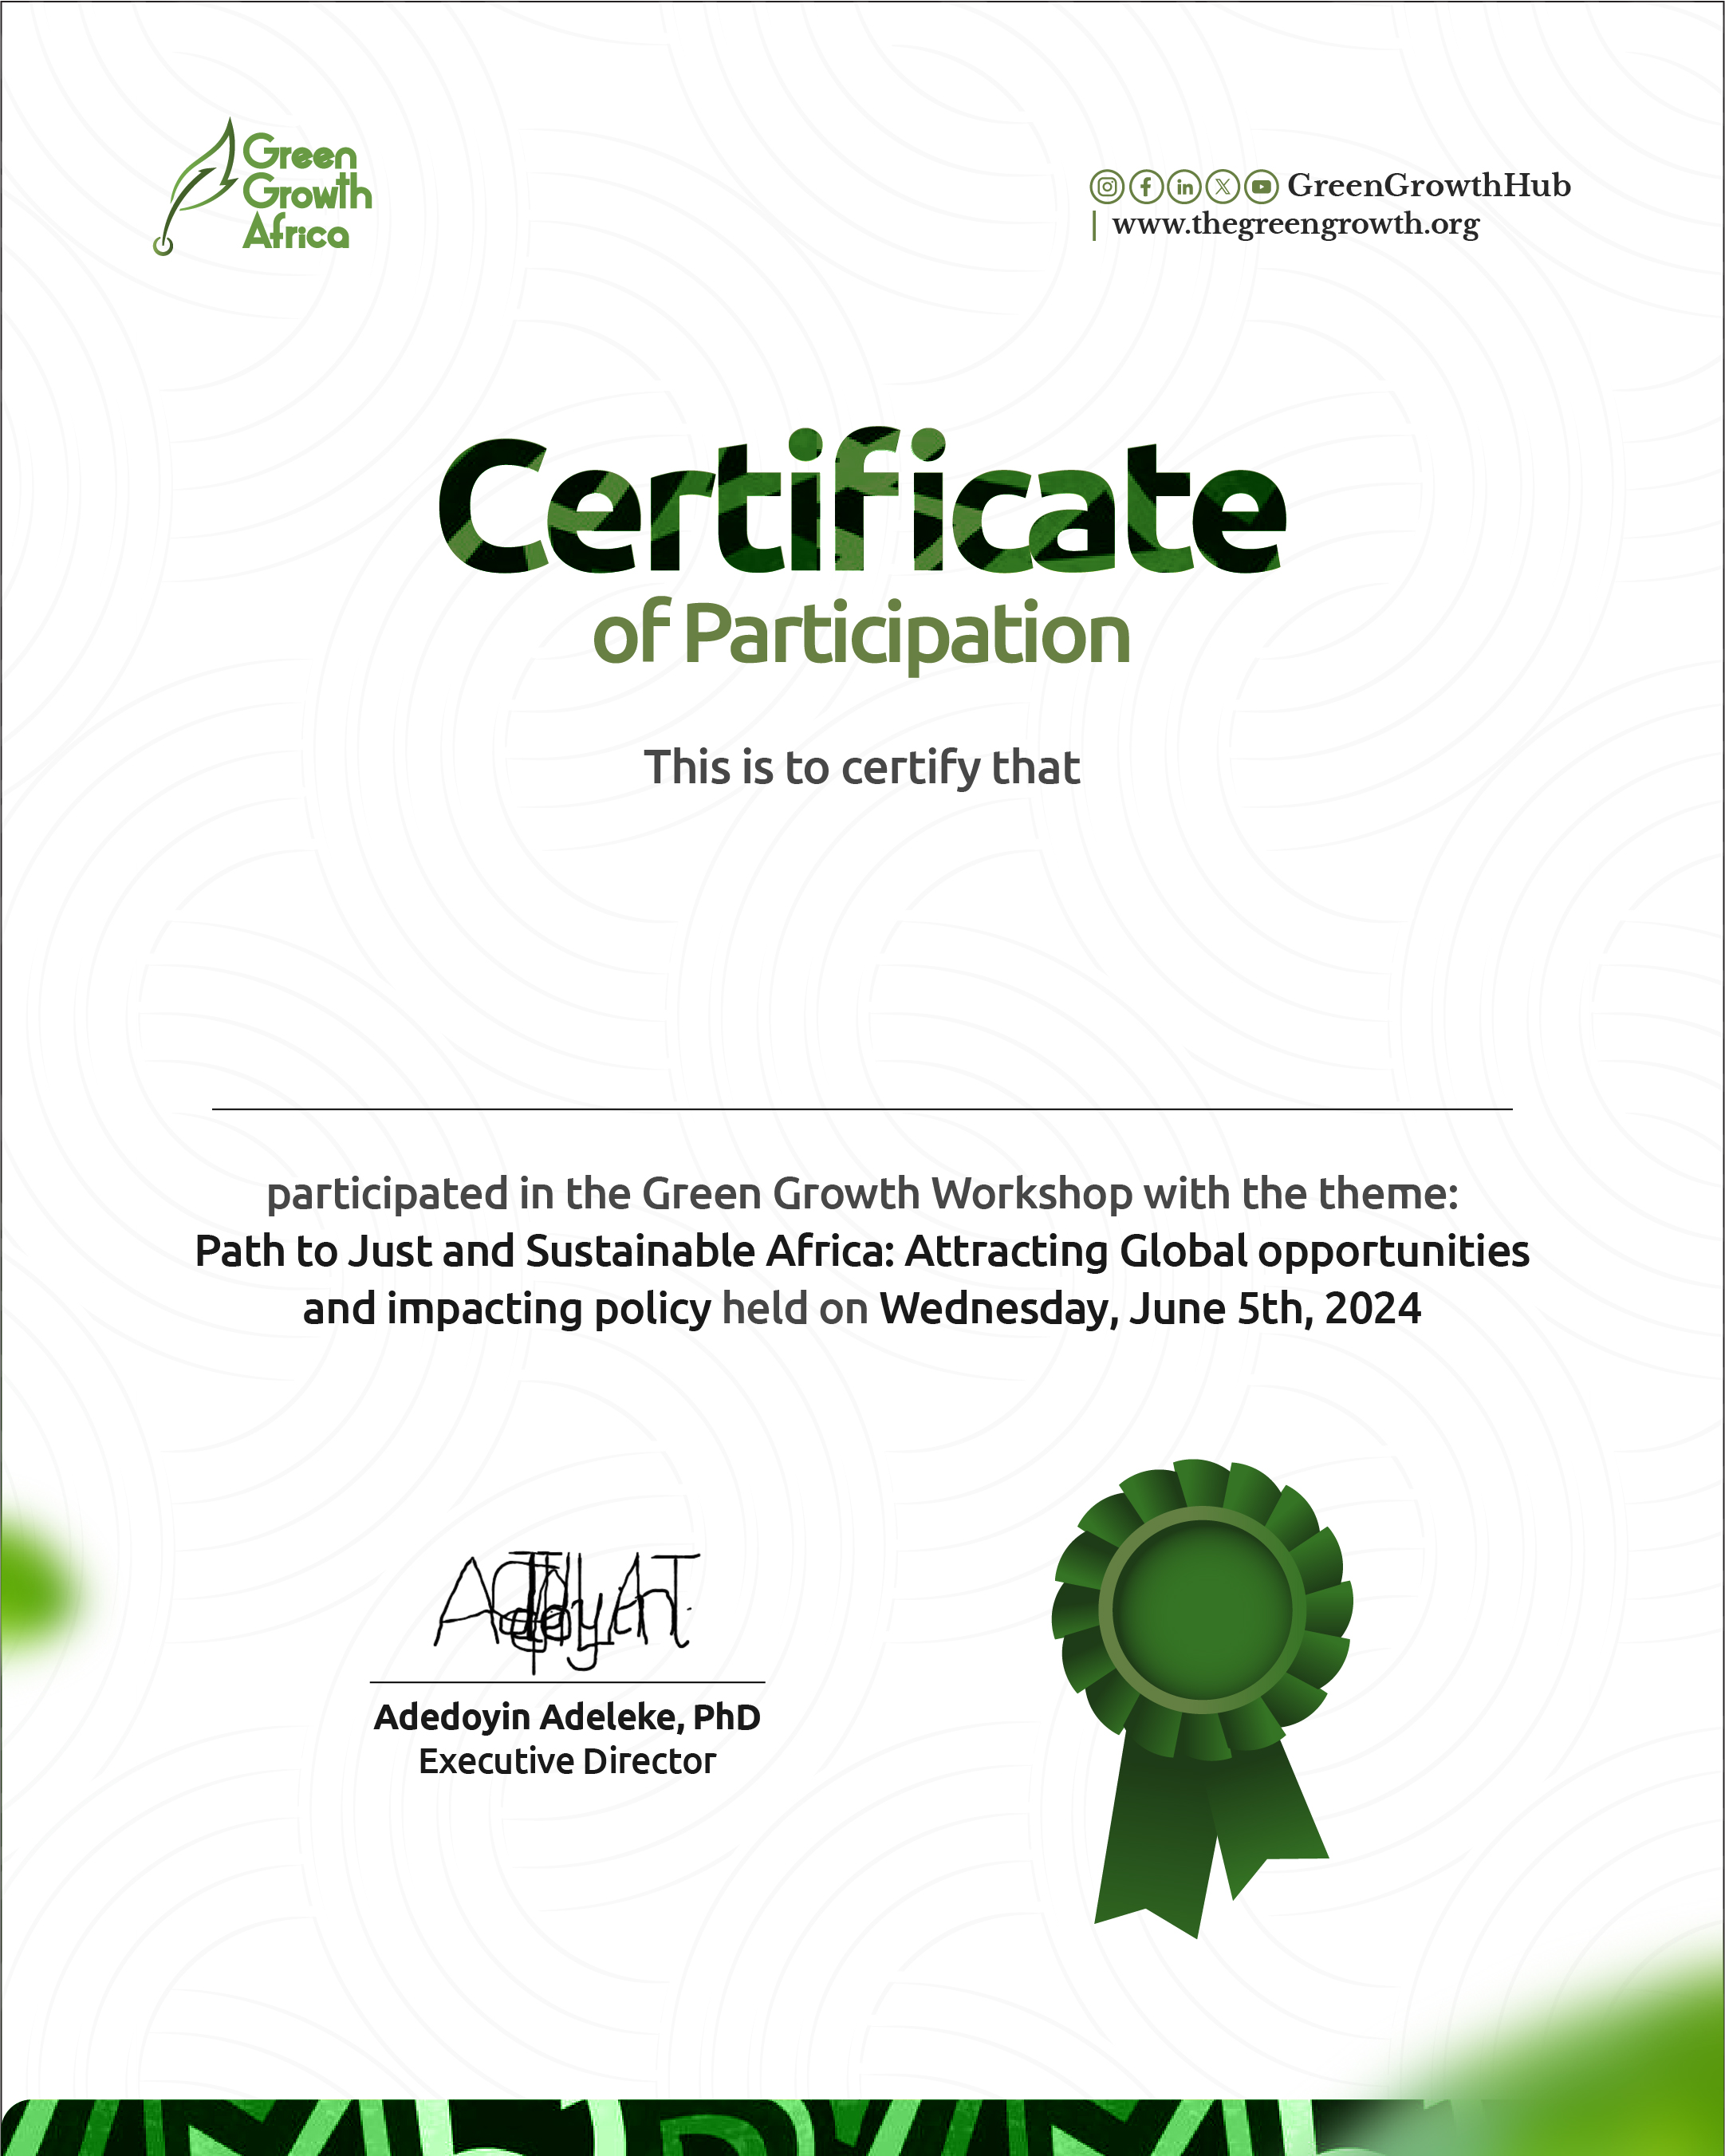 Green
Growth
Africa
GreenGrowthHub
| www.thegreengrowth.org
Certificate
of Participation
This is to certify that
participated in the Green Growth Workshop with the theme:
Path to Just and Sustainable Africa: Attracting Global opportunities
and impacting policy held on Wednesday, June 5th, 2024
Adedoyin Adeleke, PhD
Executive Director